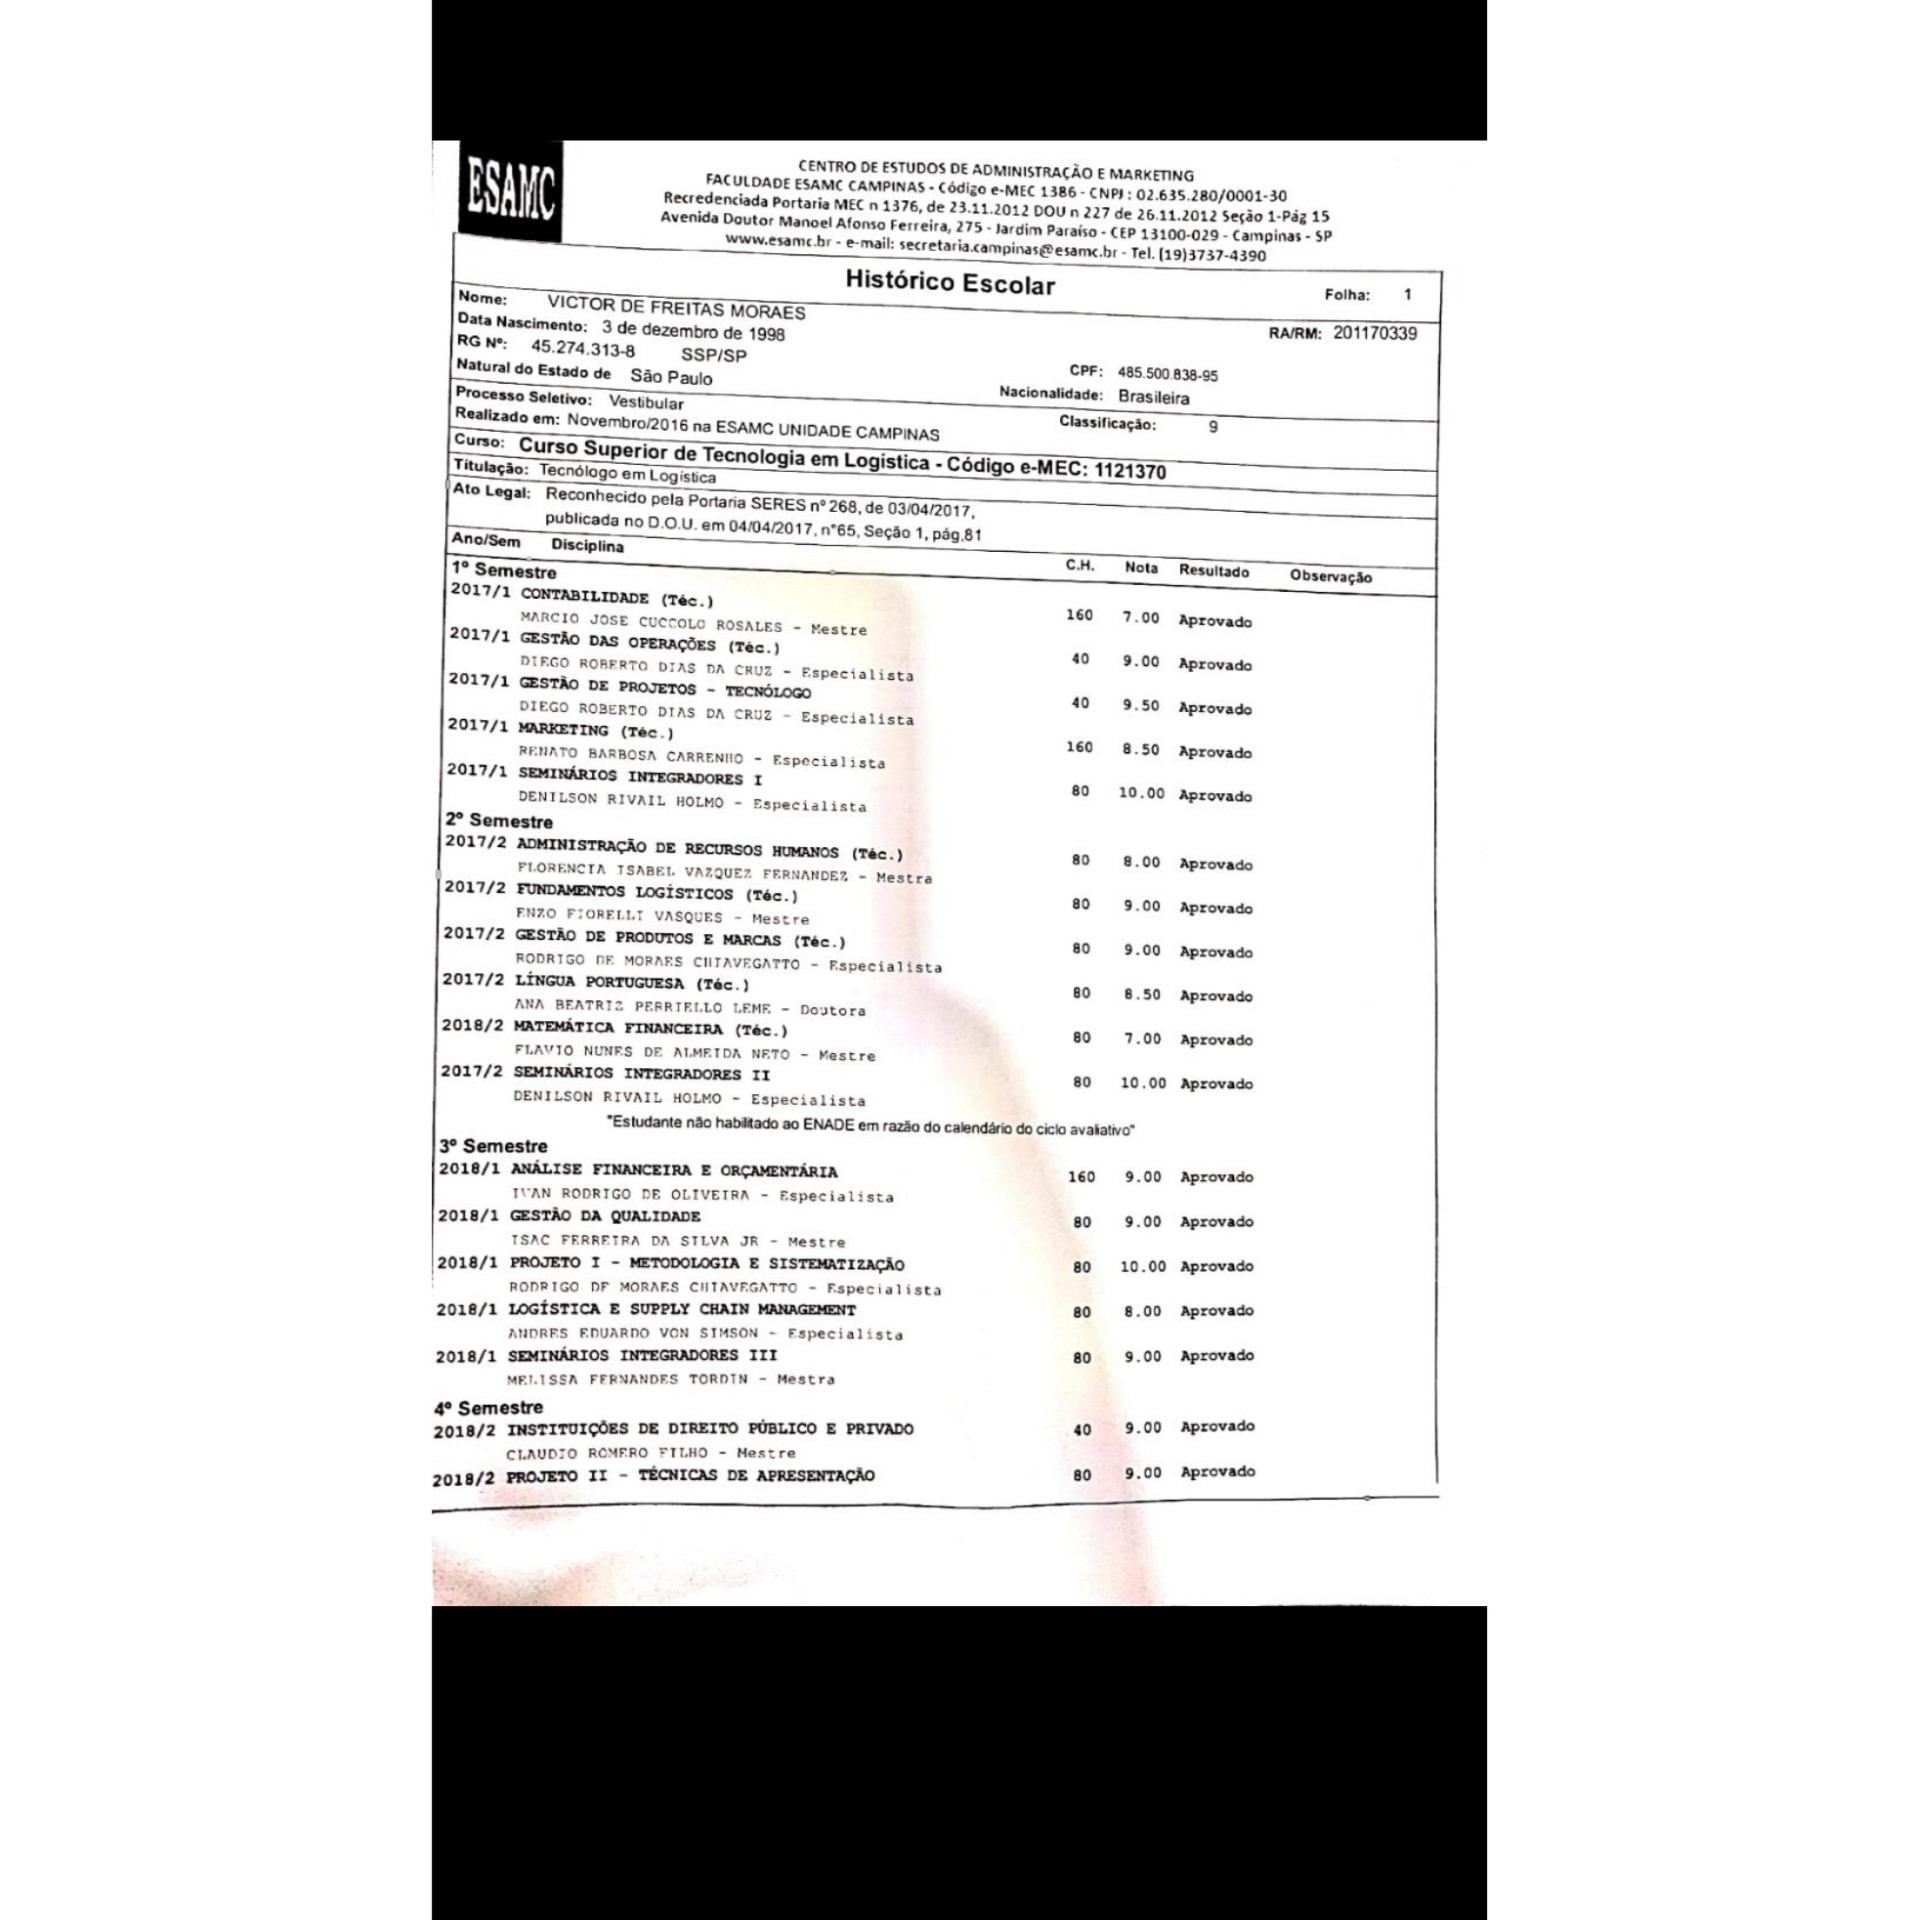 ESAMC
CENTRO DE ESTUDOS DE ADMINISTRAÇÃO E MARKETING
FACULDADE ESAMC CAMPINAS - Código e-MEC 1386 - CNPJ : 02.635.280/0001-30
Recredenciada Portaria MEC n 1376, de 23.11.2012 DOU n 227 de 26.11.2012 Seção 1-Pág 15
Avenida Doutor Manoel Afonso Ferreira, 275 - Jardim Paraíso - CEP 13100-029 - Campinas - SP
www.esamc.br - e-mail: secretaria.campinas@esamc.br - Tel. (19)3737-4390
Histórico Escolar Folha: 1
Nome: VICTOR DE FREITAS MORAES RA/RM: 201170339
Data Nascimento: 3 de dezembro de 1998
RG Nº: 45.274.313-8 SSP/SP CPF: 485.500.838-95
Natural do Estado de São Paulo Nacionalidade: Brasileira
Processo Seletivo: Vestibular Classificação: 9
Realizado em: Novembro/2016 na ESAMC UNIDADE CAMPINAS
Curso: Curso Superior de Tecnologia em Logística - Código e-MEC: 1121370
Titulação: Tecnólogo em Logística
Ato Legal: Reconhecido pela Portaria SERES nº 268, de 03/04/2017,
publicada no D.O.U. em 04/04/2017, n°65, Seção 1, pág.81
Ano/Sem Disciplina C.H. Nota Resultado Observação
1º Semestre
2017/1 CONTABILIDADE (Téc.) 160 7.00 Aprovado
MARCIO JOSE CUCCOLO ROSALES - Mestre
2017/1 GESTÃO DAS OPERAÇÕES (Téc.) 40 9.00 Aprovado
DIEGO ROBERTO DIAS DA CRUZ - Especialista
2017/1 GESTÃO DE PROJETOS - TECNÓLOGO 40 9.50 Aprovado
DIEGO ROBERTO DIAS DA CRUZ - Especialista
2017/1 MARKETING (Téc.) 160 8.50 Aprovado
RENATO BARBOSA CARRENHO - Especialista
2017/1 SEMINÁRIOS INTEGRADORES I 80 10.00 Aprovado
DENILSON RIVAIL HOLMO - Especialista
2º Semestre
2017/2 ADMINISTRAÇÃO DE RECURSOS HUMANOS (Téc.) 80 8.00 Aprovado
FLORENCIA ISABEL VAZQUEZ FERNANDEZ - Mestra
2017/2 FUNDAMENTOS LOGÍSTICOS (Téc.) 80 9.00 Aprovado
ENZO FIORELLI VASQUES - Mestre
2017/2 GESTÃO DE PRODUTOS E MARCAS (Téc.) 80 9.00 Aprovado
RODRIGO DE MORAES CHIAVEGATTO - Especialista
2017/2 LÍNGUA PORTUGUESA (Téc.) 80 8.50 Aprovado
ANA BEATRIZ PERRIELLO LEME - Doutora
2018/2 MATEMÁTICA FINANCEIRA (Téc.) 80 7.00 Aprovado
FLAVIO NUNES DE ALMEIDA NETO - Mestre
2017/2 SEMINÁRIOS INTEGRADORES II 80 10.00 Aprovado
DENILSON RIVAIL HOLMO - Especialista
"Estudante não habilitado ao ENADE em razão do calendário do ciclo avaliativo"
3º Semestre
2018/1 ANÁLISE FINANCEIRA E ORÇAMENTÁRIA 160 9.00 Aprovado
IVAN RODRIGO DE OLIVEIRA - Especialista
2018/1 GESTÃO DA QUALIDADE 80 9.00 Aprovado
ISAC FERREIRA DA SILVA JR - Mestre
2018/1 PROJETO I - METODOLOGIA E SISTEMATIZAÇÃO 80 10.00 Aprovado
RODRIGO DE MORAES CHIAVEGATTO - Especialista
2018/1 LOGÍSTICA E SUPPLY CHAIN MANAGEMENT 80 8.00 Aprovado
ANDRES EDUARDO VON SIMSON - Especialista
2018/1 SEMINÁRIOS INTEGRADORES III 80 9.00 Aprovado
MELISSA FERNANDES TORDIN - Mestra
4º Semestre
2018/2 INSTITUIÇÕES DE DIREITO PÚBLICO E PRIVADO 40 9.00 Aprovado
CLAUDIO ROMERO FILHO - Mestre
2018/2 PROJETO II - TÉCNICAS DE APRESENTAÇÃO 80 9.00 Aprovado